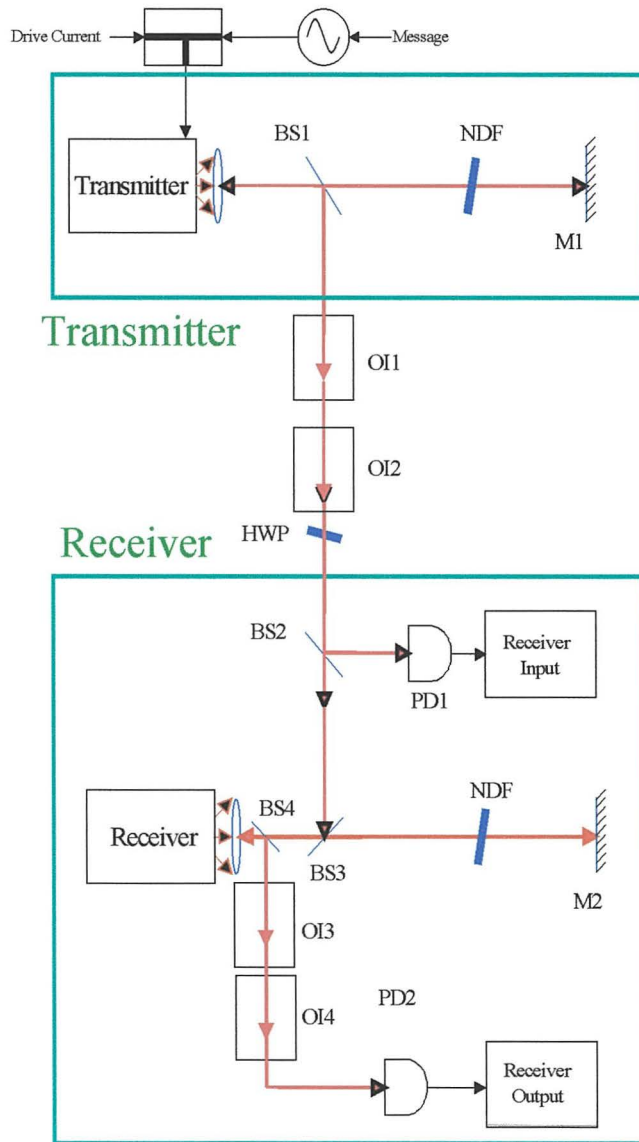 Drive Current
Message
BS1
NDF
Transmitter
M1
Transmitter
OI1
OI2
HWP
Receiver
BS2
Receiver
Input
PD1
NDF
BS4
Receiver
BS3
M2
OI3
OI4
PD2
Receiver
Output